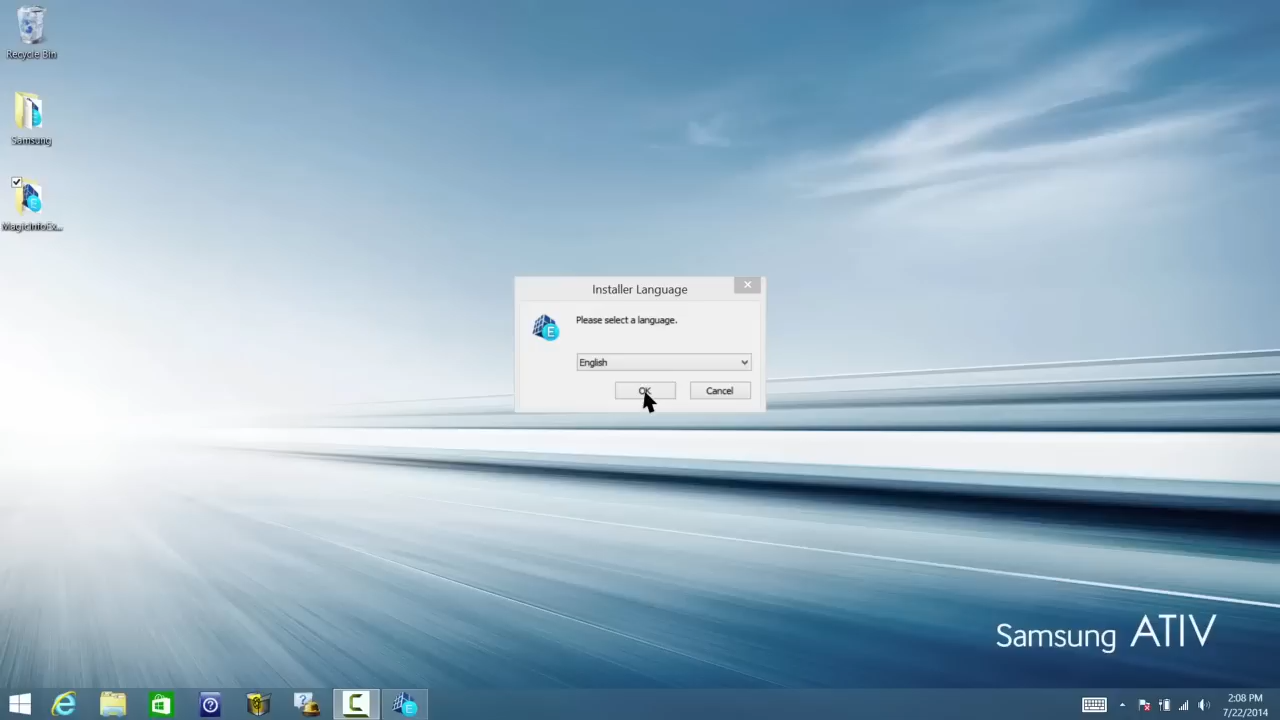 Recycle Bin
Samsung
MagicInfoEx...
Installer Language
Please select a language.
English
OK
Cancel
Samsung ATIV
2:08 PM
7/22/2014